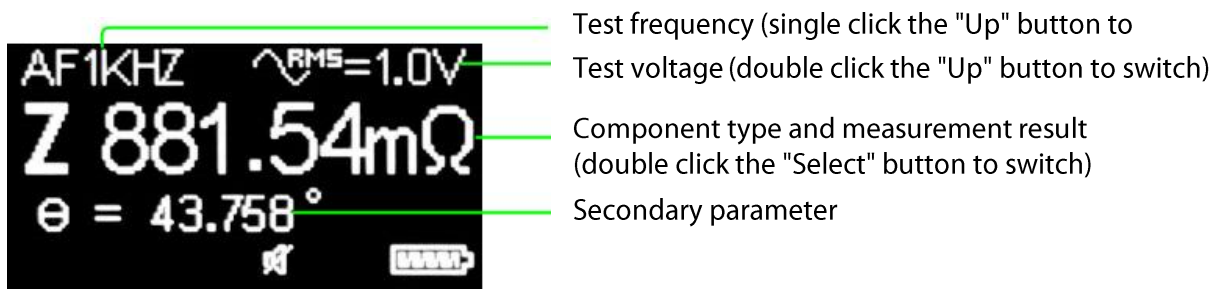 Test frequency (single click the "Up" button to
AF1KHZ RMS=1.0V
Test voltage (double click the "Up" button to switch)
Z 881.54mΩ
Component type and measurement result
(double click the "Select" button to switch)
θ = 43.758°
Secondary parameter